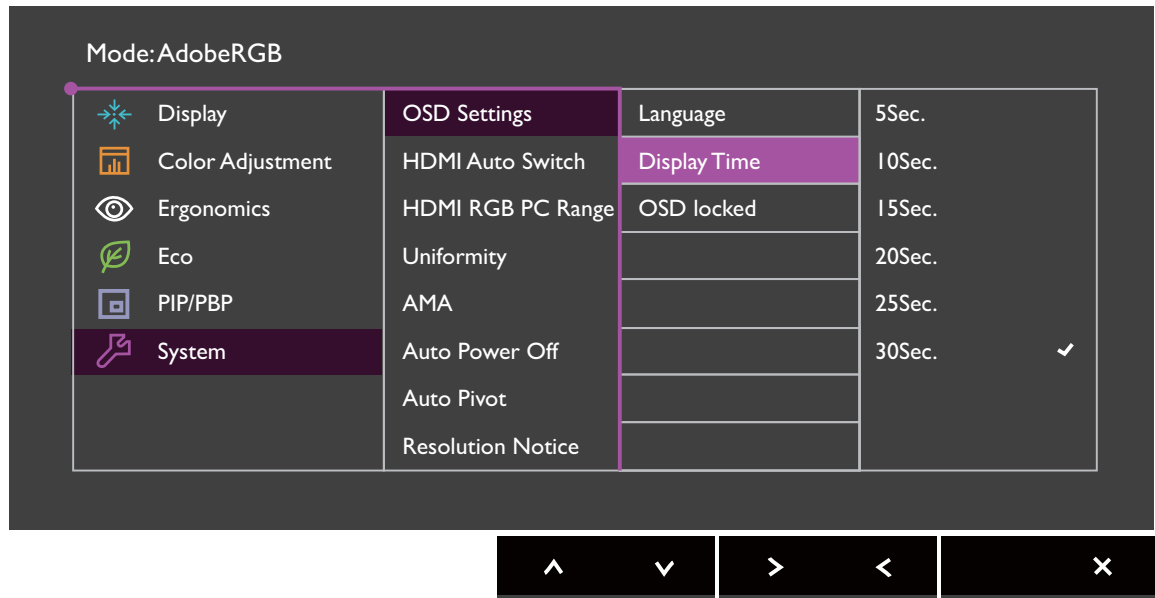 Mode: AdobeRGB
Display
Color Adjustment
Ergonomics
Eco
PIP/PBP
System
OSD Settings
HDMI Auto Switch
HDMI RGB PC Range
Uniformity
AMA
Auto Power Off
Auto Pivot
Resolution Notice
Language
Display Time
OSD locked
5Sec.
10Sec.
15Sec.
20Sec.
25Sec.
30Sec.